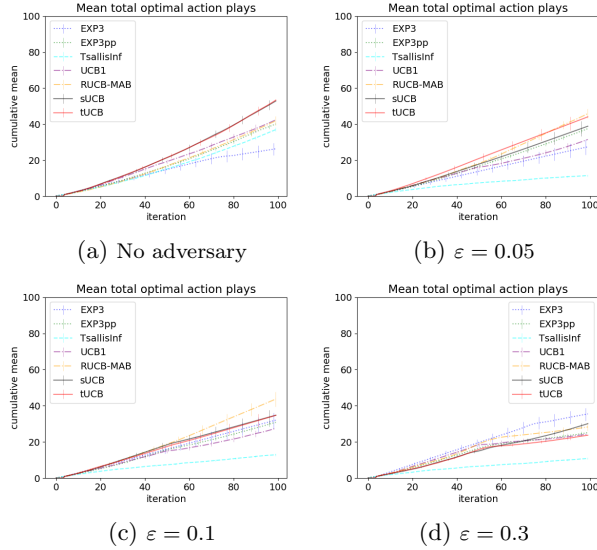 Mean total optimal action plays
100
80
60
40
20
0
cumulative mean
EXP3
EXP3pp
TsallisInf
UCB1
RUCB-MAB
sUCB
tUCB
0 20 40 60 80 100
iteration
(a) No adversary
Mean total optimal action plays
100
80
60
40
20
0
cumulative mean
EXP3
EXP3pp
TsallisInf
UCB1
RUCB-MAB
sUCB
tUCB
0 20 40 60 80 100
iteration
(b) ε = 0.05
Mean total optimal action plays
100
80
60
40
20
0
cumulative mean
EXP3
EXP3pp
TsallisInf
UCB1
RUCB-MAB
sUCB
tUCB
0 20 40 60 80 100
iteration
(c) ε = 0.1
Mean total optimal action plays
100
80
60
40
20
0
cumulative mean
EXP3
EXP3pp
TsallisInf
UCB1
RUCB-MAB
sUCB
tUCB
0 20 40 60 80 100
iteration
(d) ε = 0.3